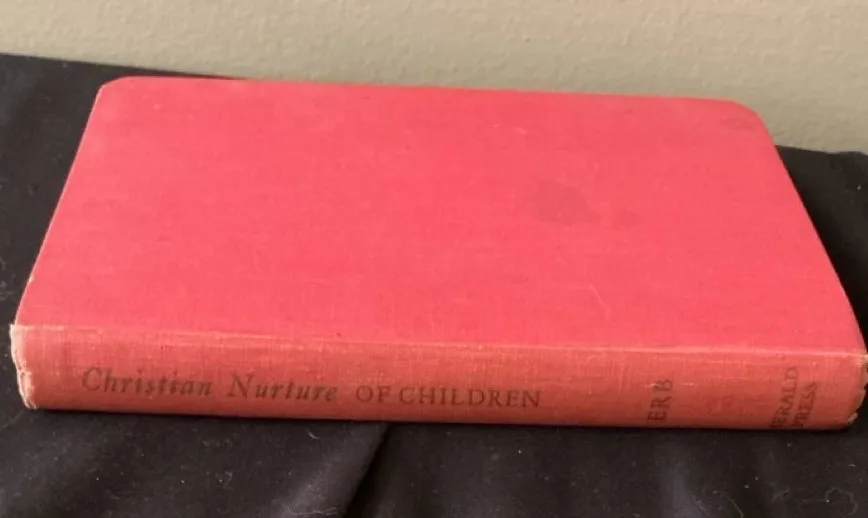 Christian Nurture OF CHILDREN
ERB
HERALD
PRESS